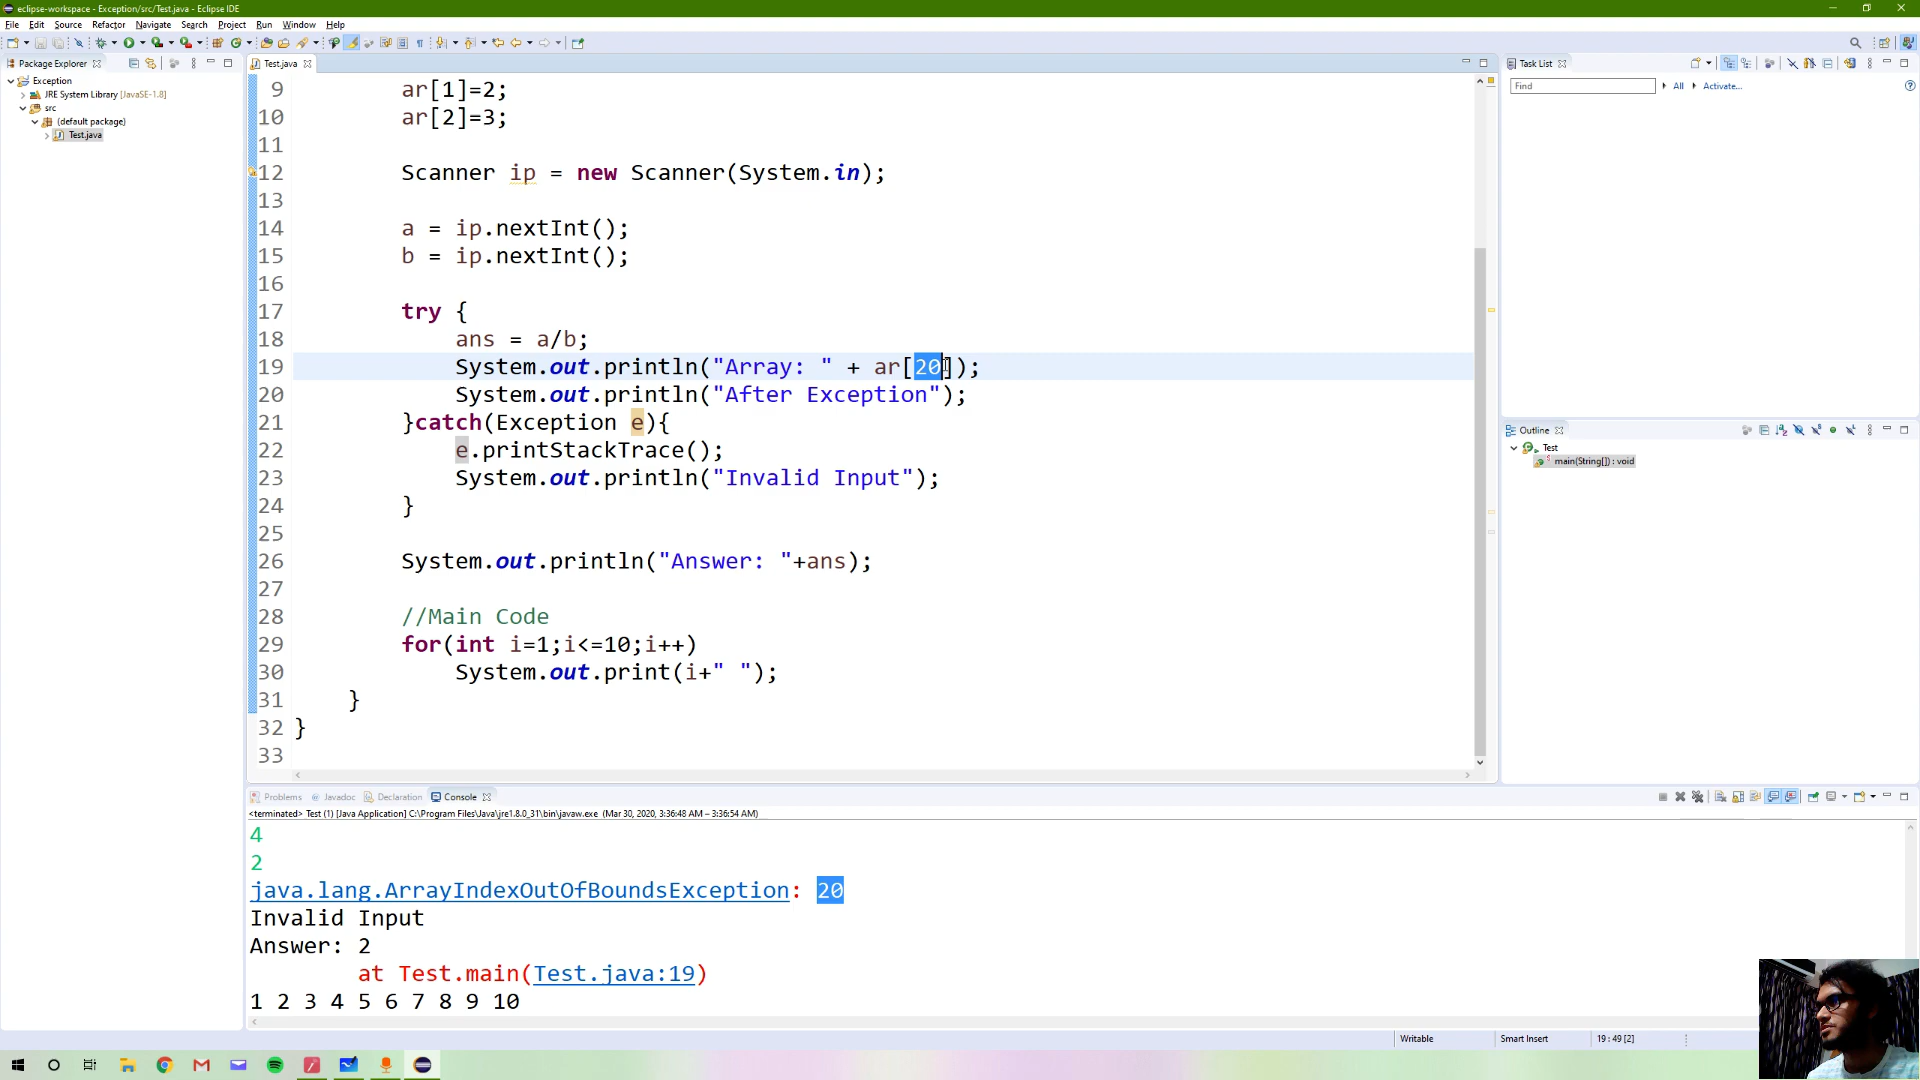 eclipse-workspace - Exception/src/Test.java - Eclipse IDE
File Edit Source Refactor Navigate Search Project Run Window Help
Package Explorer
Test.java
Task List
Exception
JRE System Library [JavaSE-1.8]
src
(default package)
Test.java
Find
All
Activate...
9 ar[1]=2;
10 ar[2]=3;
11
12 Scanner ip = new Scanner(System.in);
13
14 a = ip.nextInt();
15 b = ip.nextInt();
16
17 try {
18 ans = a/b;
19 System.out.println("Array: " + ar[20]);
20 System.out.println("After Exception");
21 }catch(Exception e){
22 e.printStackTrace();
23 System.out.println("Invalid Input");
24 }
25
26 System.out.println("Answer: "+ans);
27
28 //Main Code
29 for(int i=1;i<=10;i++)
30 System.out.print(i+" ");
31 }
32 }
33
Outline
Test
main(String[]) : void
Problems Javadoc Declaration Console
<terminated> Test (1) [Java Application] C:\Program Files\Java\jre1.8.0_31\bin\javaw.exe (Mar 30, 2020, 3:36:48 AM – 3:36:54 AM)
4
2
java.lang.ArrayIndexOutOfBoundsException: 20
Invalid Input
Answer: 2
at Test.main(Test.java:19)
1 2 3 4 5 6 7 8 9 10
Writable
Smart Insert
19 : 49 [2]